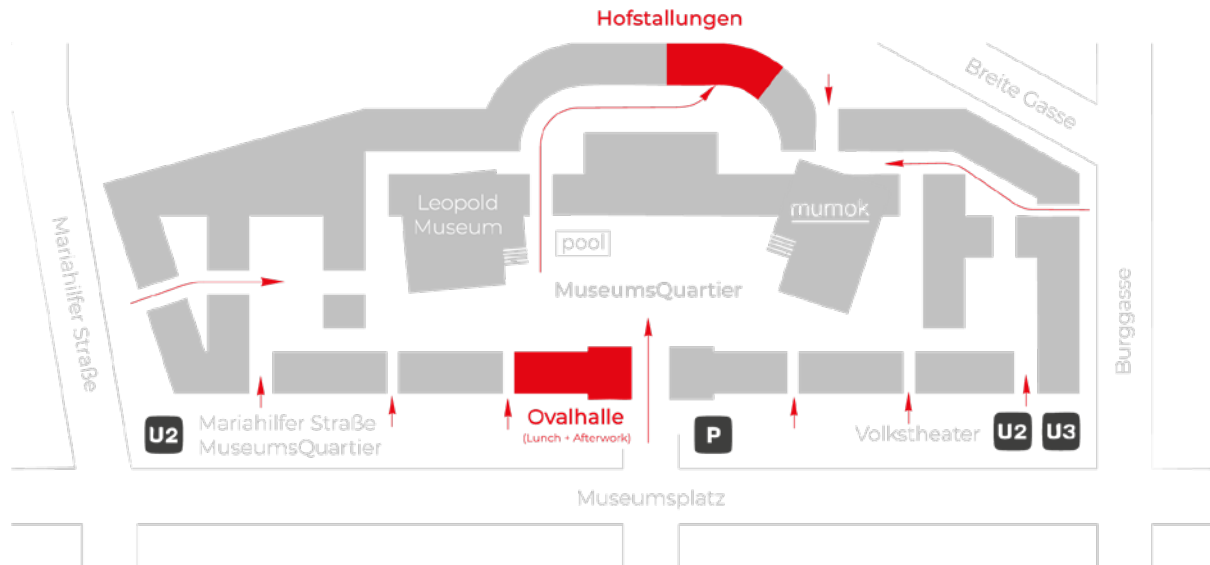 Hofstallungen
Breite Gasse
Leopold
Museum
mumok
pool
MuseumsQuartier
Mariahilfer Straße
Burggasse
Ovalhalle
(Lunch + Afterwork)
U2
Mariahilfer Straße
MuseumsQuartier
P
Volkstheater
U2
U3
Museumsplatz